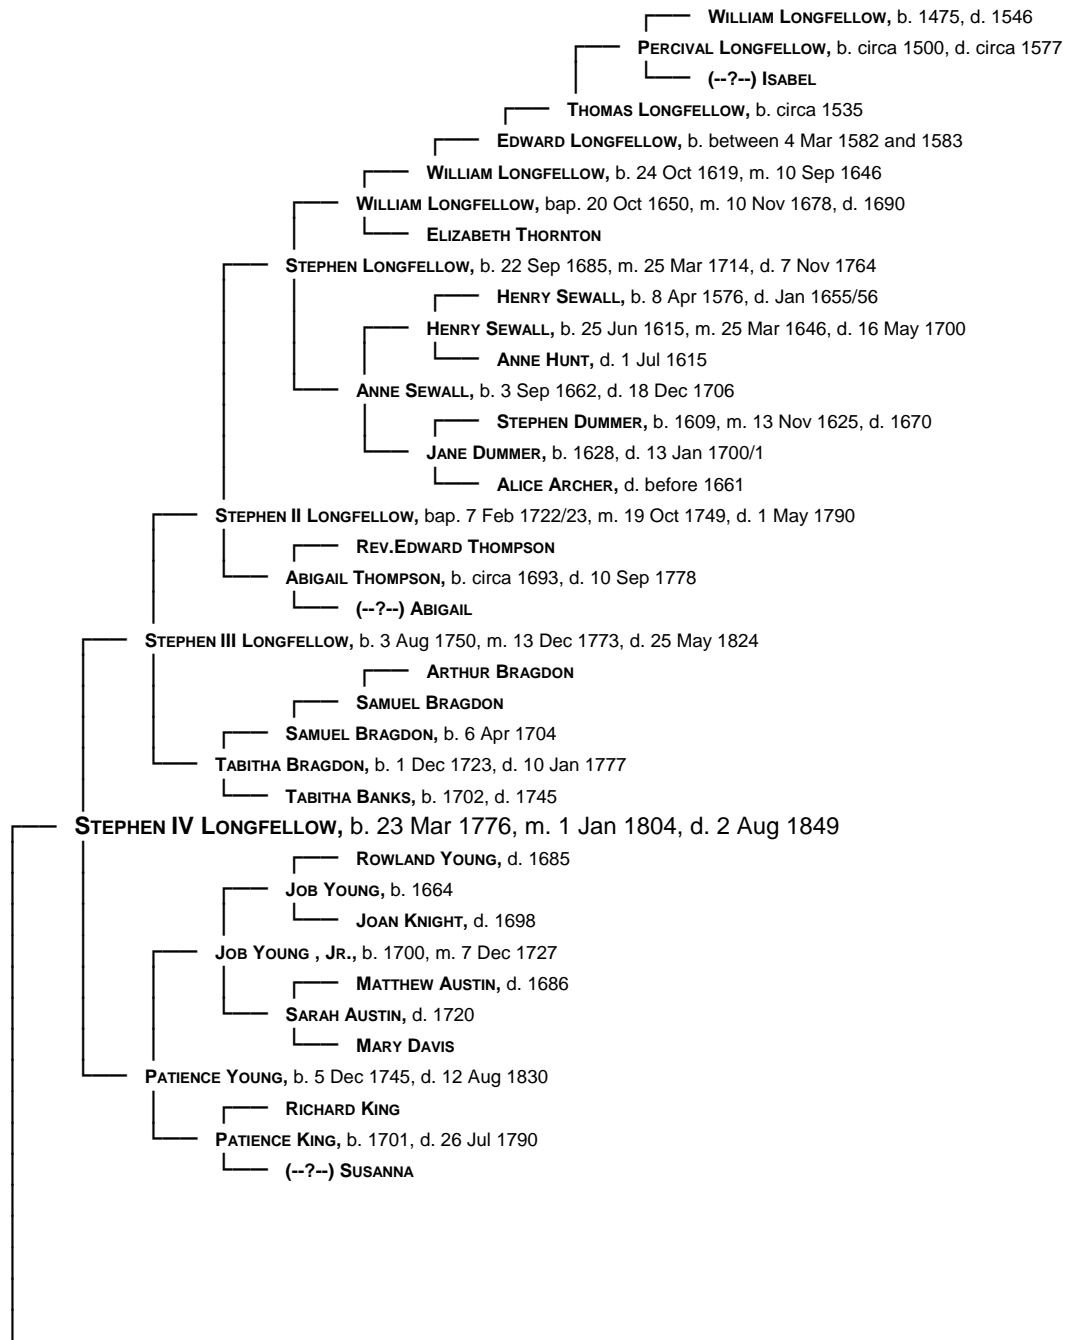 WILLIAM LONGFELLOW, b. 1475, d. 1546
PERCIVAL LONGFELLOW, b. circa 1500, d. circa 1577
(--?--) ISABEL
THOMAS LONGFELLOW, b. circa 1535
EDWARD LONGFELLOW, b. between 4 Mar 1582 and 1583
WILLIAM LONGFELLOW, b. 24 Oct 1619, m. 10 Sep 1646
WILLIAM LONGFELLOW, bap. 20 Oct 1650, m. 10 Nov 1678, d. 1690
ELIZABETH THORNTON
STEPHEN LONGFELLOW, b. 22 Sep 1685, m. 25 Mar 1714, d. 7 Nov 1764
HENRY SEWALL, b. 8 Apr 1576, d. Jan 1655/56
HENRY SEWALL, b. 25 Jun 1615, m. 25 Mar 1646, d. 16 May 1700
ANNE HUNT, d. 1 Jul 1615
ANNE SEWALL, b. 3 Sep 1662, d. 18 Dec 1706
STEPHEN DUMMER, b. 1609, m. 13 Nov 1625, d. 1670
JANE DUMMER, b. 1628, d. 13 Jan 1700/1
ALICE ARCHER, d. before 1661
STEPHEN II LONGFELLOW, bap. 7 Feb 1722/23, m. 19 Oct 1749, d. 1 May 1790
REV.EDWARD THOMPSON
ABIGAIL THOMPSON, b. circa 1693, d. 10 Sep 1778
(--?--) ABIGAIL
STEPHEN III LONGFELLOW, b. 3 Aug 1750, m. 13 Dec 1773, d. 25 May 1824
ARTHUR BRAGDON
SAMUEL BRAGDON
SAMUEL BRAGDON, b. 6 Apr 1704
TABITHA BRAGDON, b. 1 Dec 1723, d. 10 Jan 1777
TABITHA BANKS, b. 1702, d. 1745
STEPHEN IV LONGFELLOW, b. 23 Mar 1776, m. 1 Jan 1804, d. 2 Aug 1849
ROWLAND YOUNG, d. 1685
JOB YOUNG, b. 1664
JOAN KNIGHT, d. 1698
JOB YOUNG , JR., b. 1700, m. 7 Dec 1727
MATTHEW AUSTIN, d. 1686
SARAH AUSTIN, d. 1720
MARY DAVIS
PATIENCE YOUNG, b. 5 Dec 1745, d. 12 Aug 1830
RICHARD KING
PATIENCE KING, b. 1701, d. 26 Jul 1790
(--?--) SUSANNA